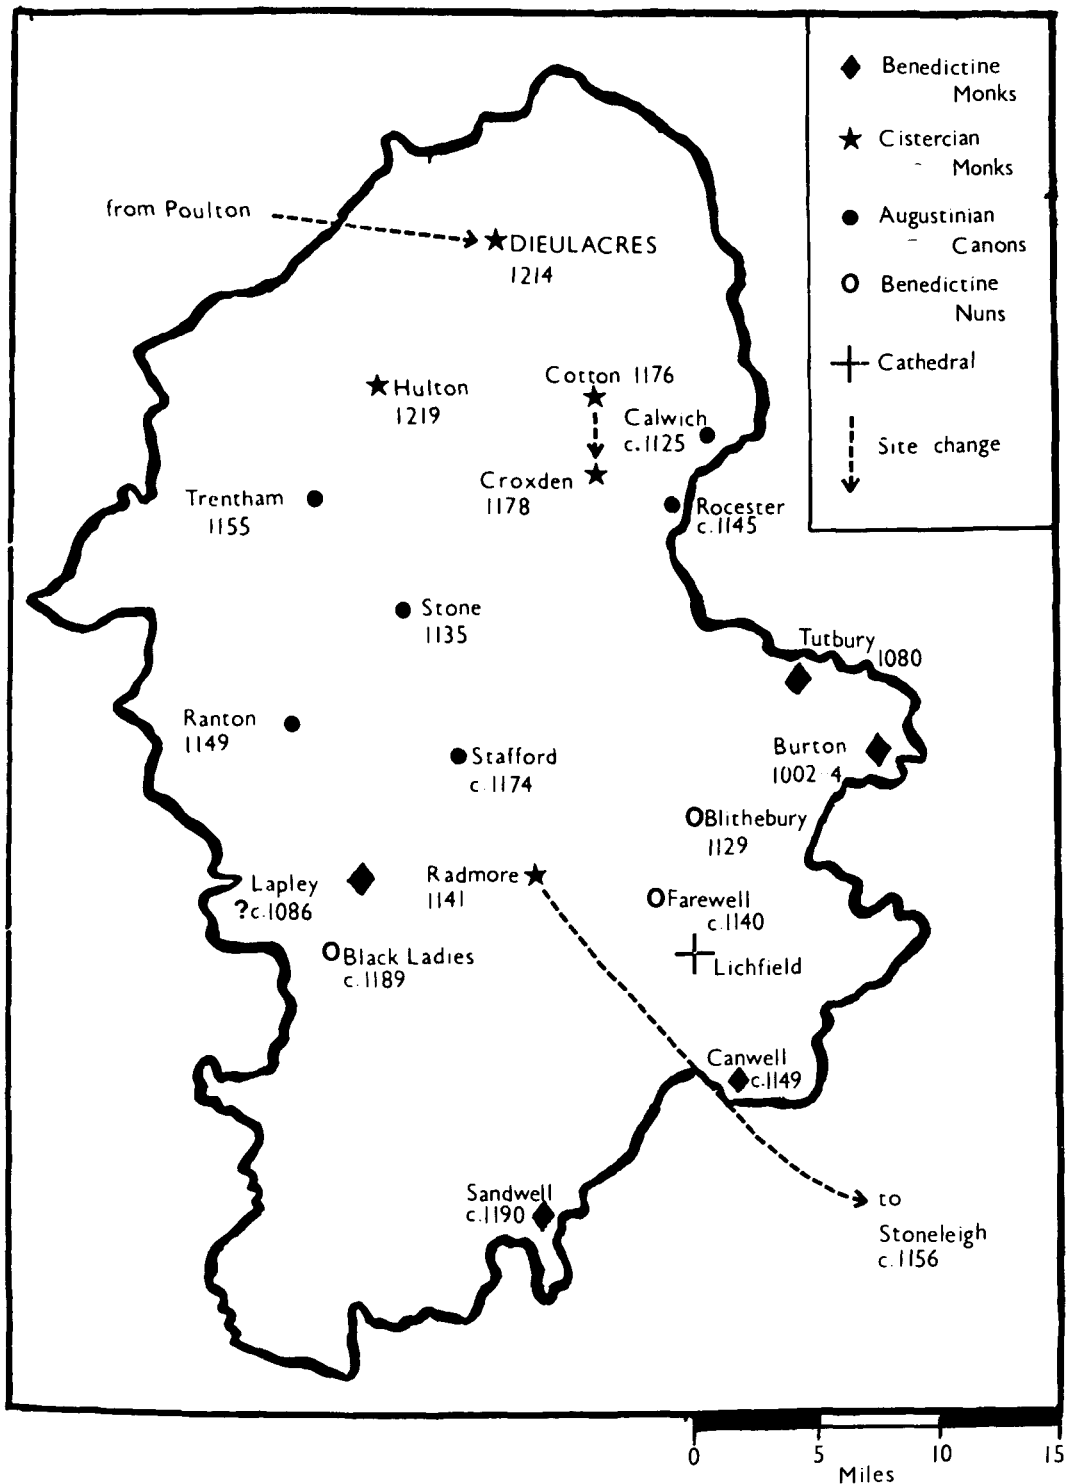 Benedictine
Monks
Cistercian
Monks
Augustinian
Canons
Benedictine
Nuns
Cathedral
Site change
from Poulton
DIEULACRES
1214
Hulton
1219
Cotton 1176
Calwich
c.1125
Croxden
1178
Rocester
c.1145
Trentham
1155
Stone
1135
Tutbury
1080
Ranton
1149
Stafford
c.1174
Burton
1002 4
Blithebury
1129
Lapley
?c.1086
Radmore
1141
Farewell
c.1140
Black Ladies
c.1189
Lichfield
Canwell
c.1149
Sandwell
c.1190
to
Stoneleigh
c.1156
0 5 10 15
Miles